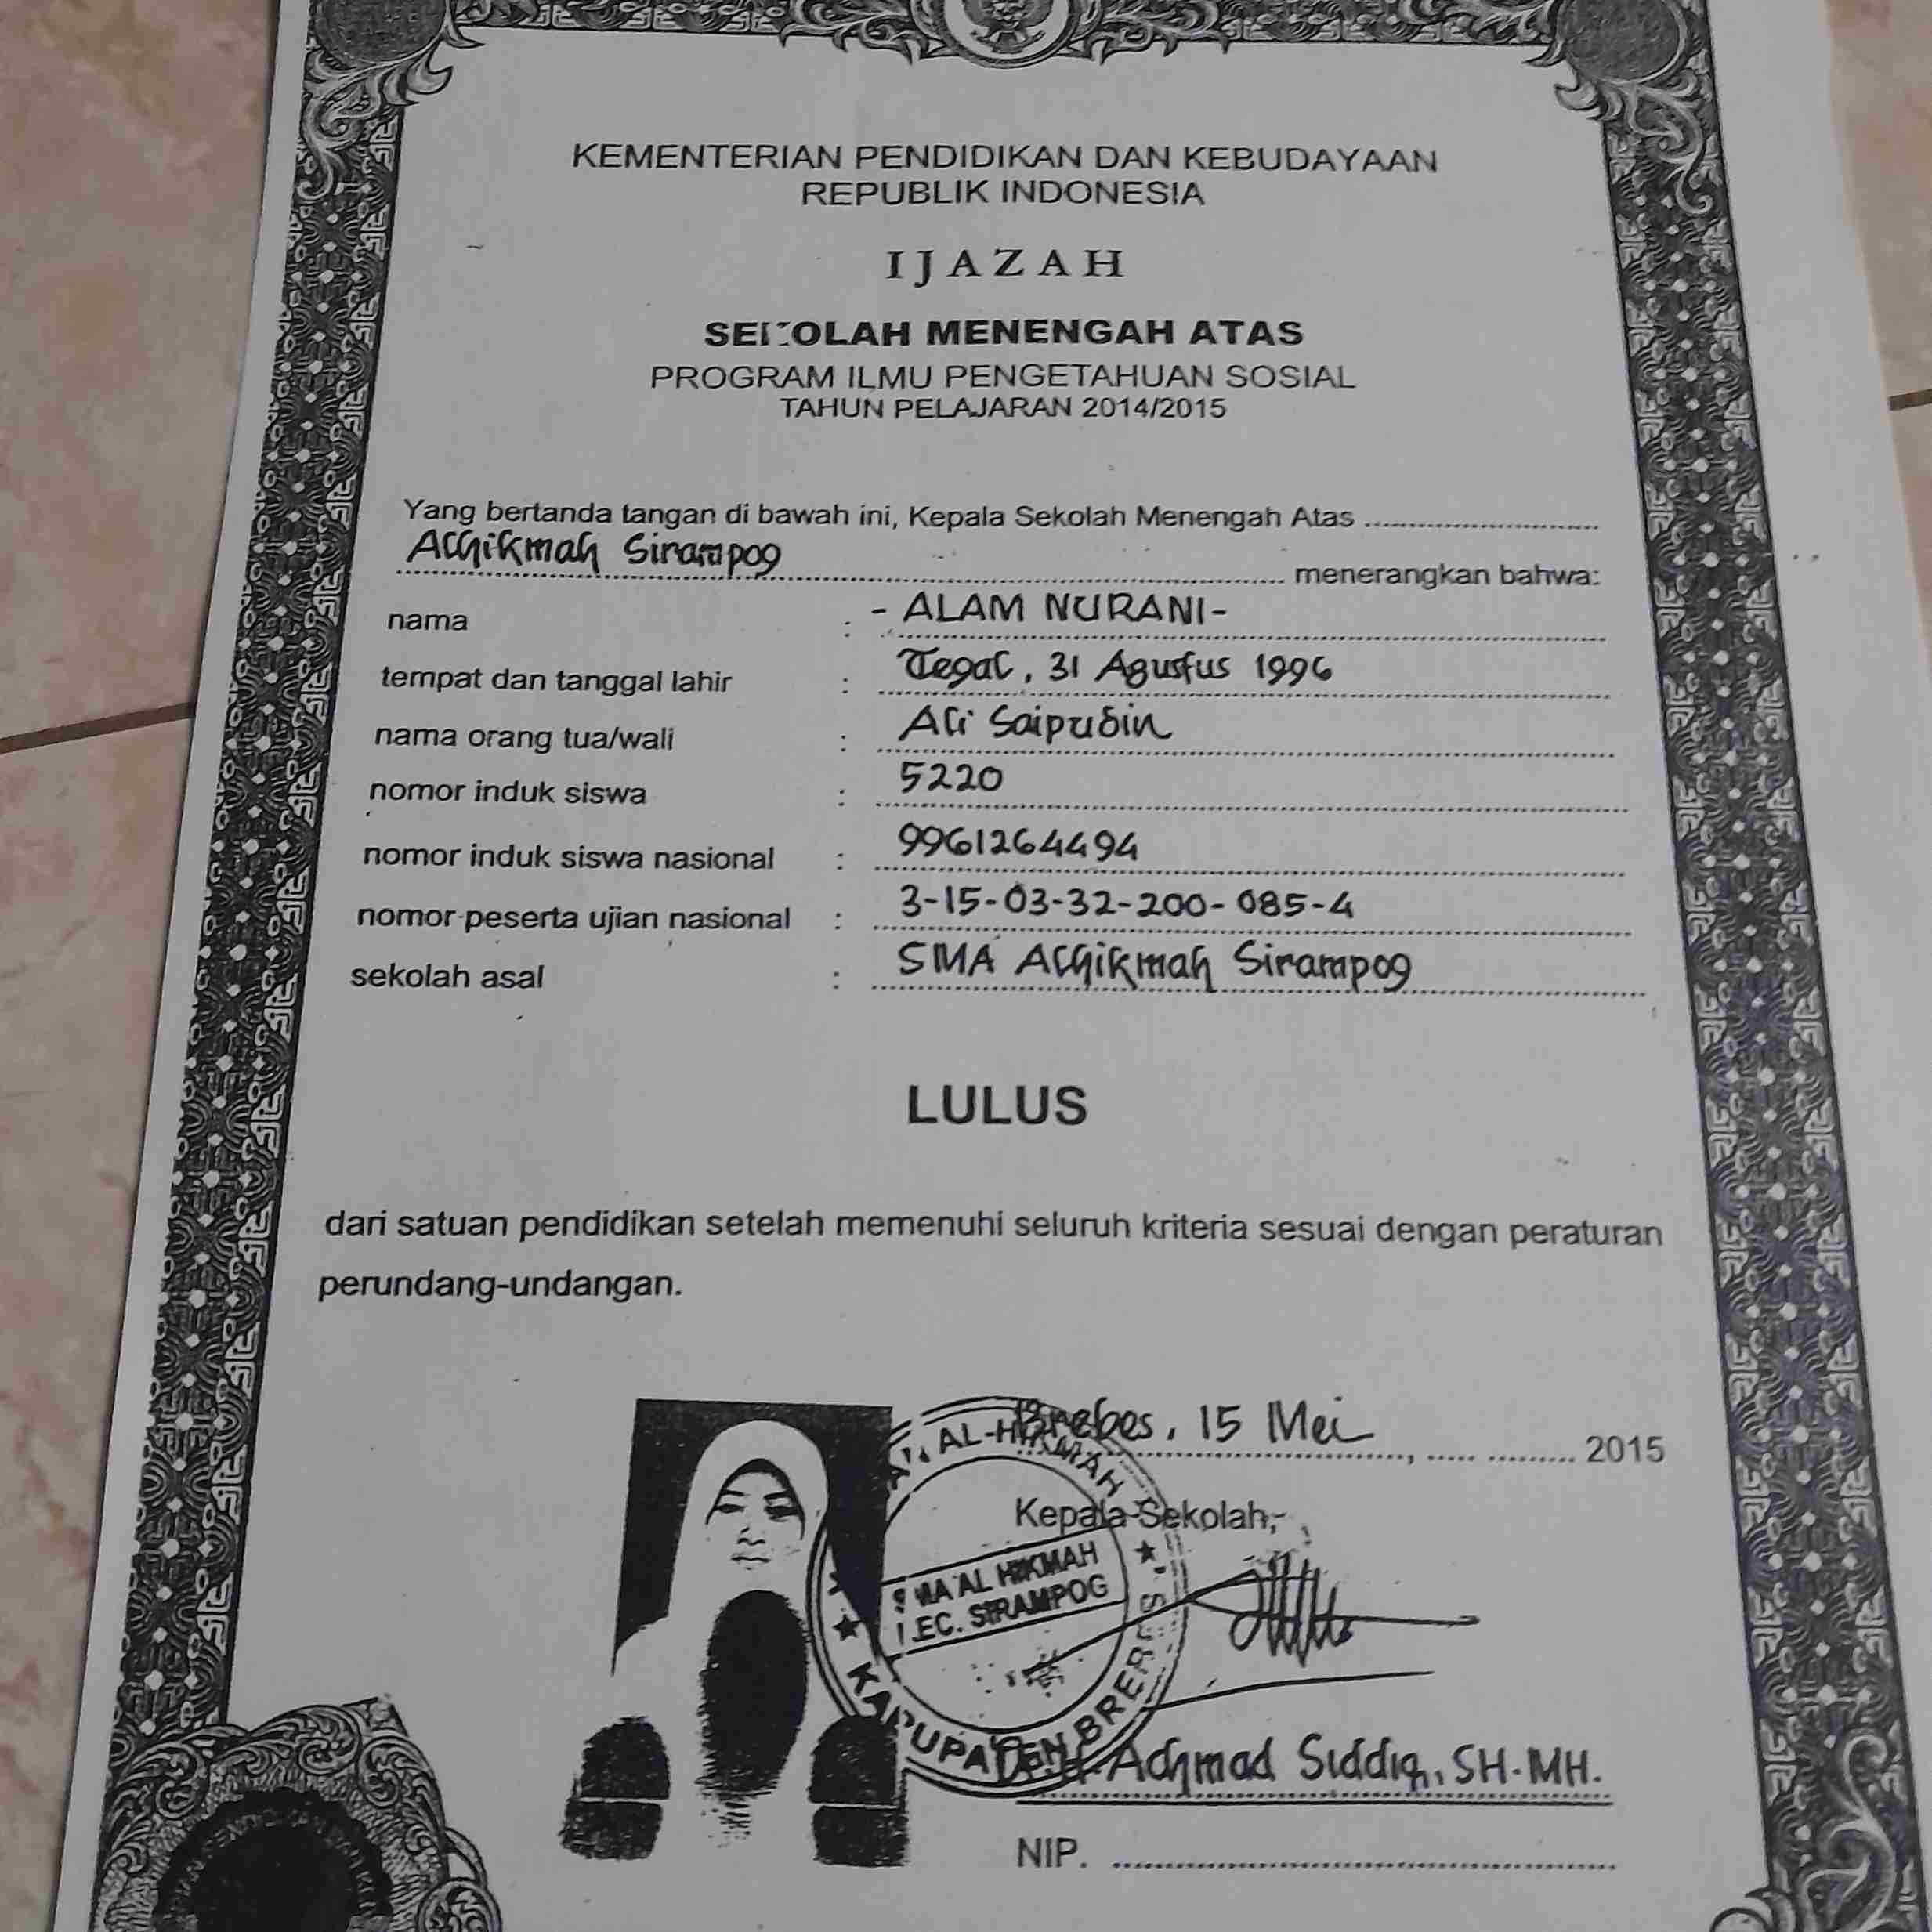 KEMENTERIAN PENDIDIKAN DAN KEBUDAYAAN
REPUBLIK INDONESIA
IJAZAH
SEKOLAH MENENGAH ATAS
PROGRAM ILMU PENGETAHUAN SOSIAL
TAHUN PELAJARAN 2014/2015
Yang bertanda tangan di bawah ini, Kepala Sekolah Menengah Atas
Alhikmah Sirampog menerangkan bahwa:
nama : - ALAM NURANI -
tempat dan tanggal lahir : Tegal, 31 Agustus 1996
nama orang tua/wali : Ali Saipudin
nomor induk siswa : 5220
nomor induk siswa nasional : 9961264494
nomor peserta ujian nasional : 3-15-03-32-200-085-4
sekolah asal : SMA Alhikmah Sirampog
LULUS
dari satuan pendidikan setelah memenuhi seluruh kriteria sesuai dengan peraturan
perundang-undangan.
Brebes, 15 Mei 2015
Kepala Sekolah,
AL-HIKMAH
SMA AL HIKMAH
KEC. SIRAMPOG
KABUPATEN BREBES
Achmad Siddiq, SH.MH.
NIP.